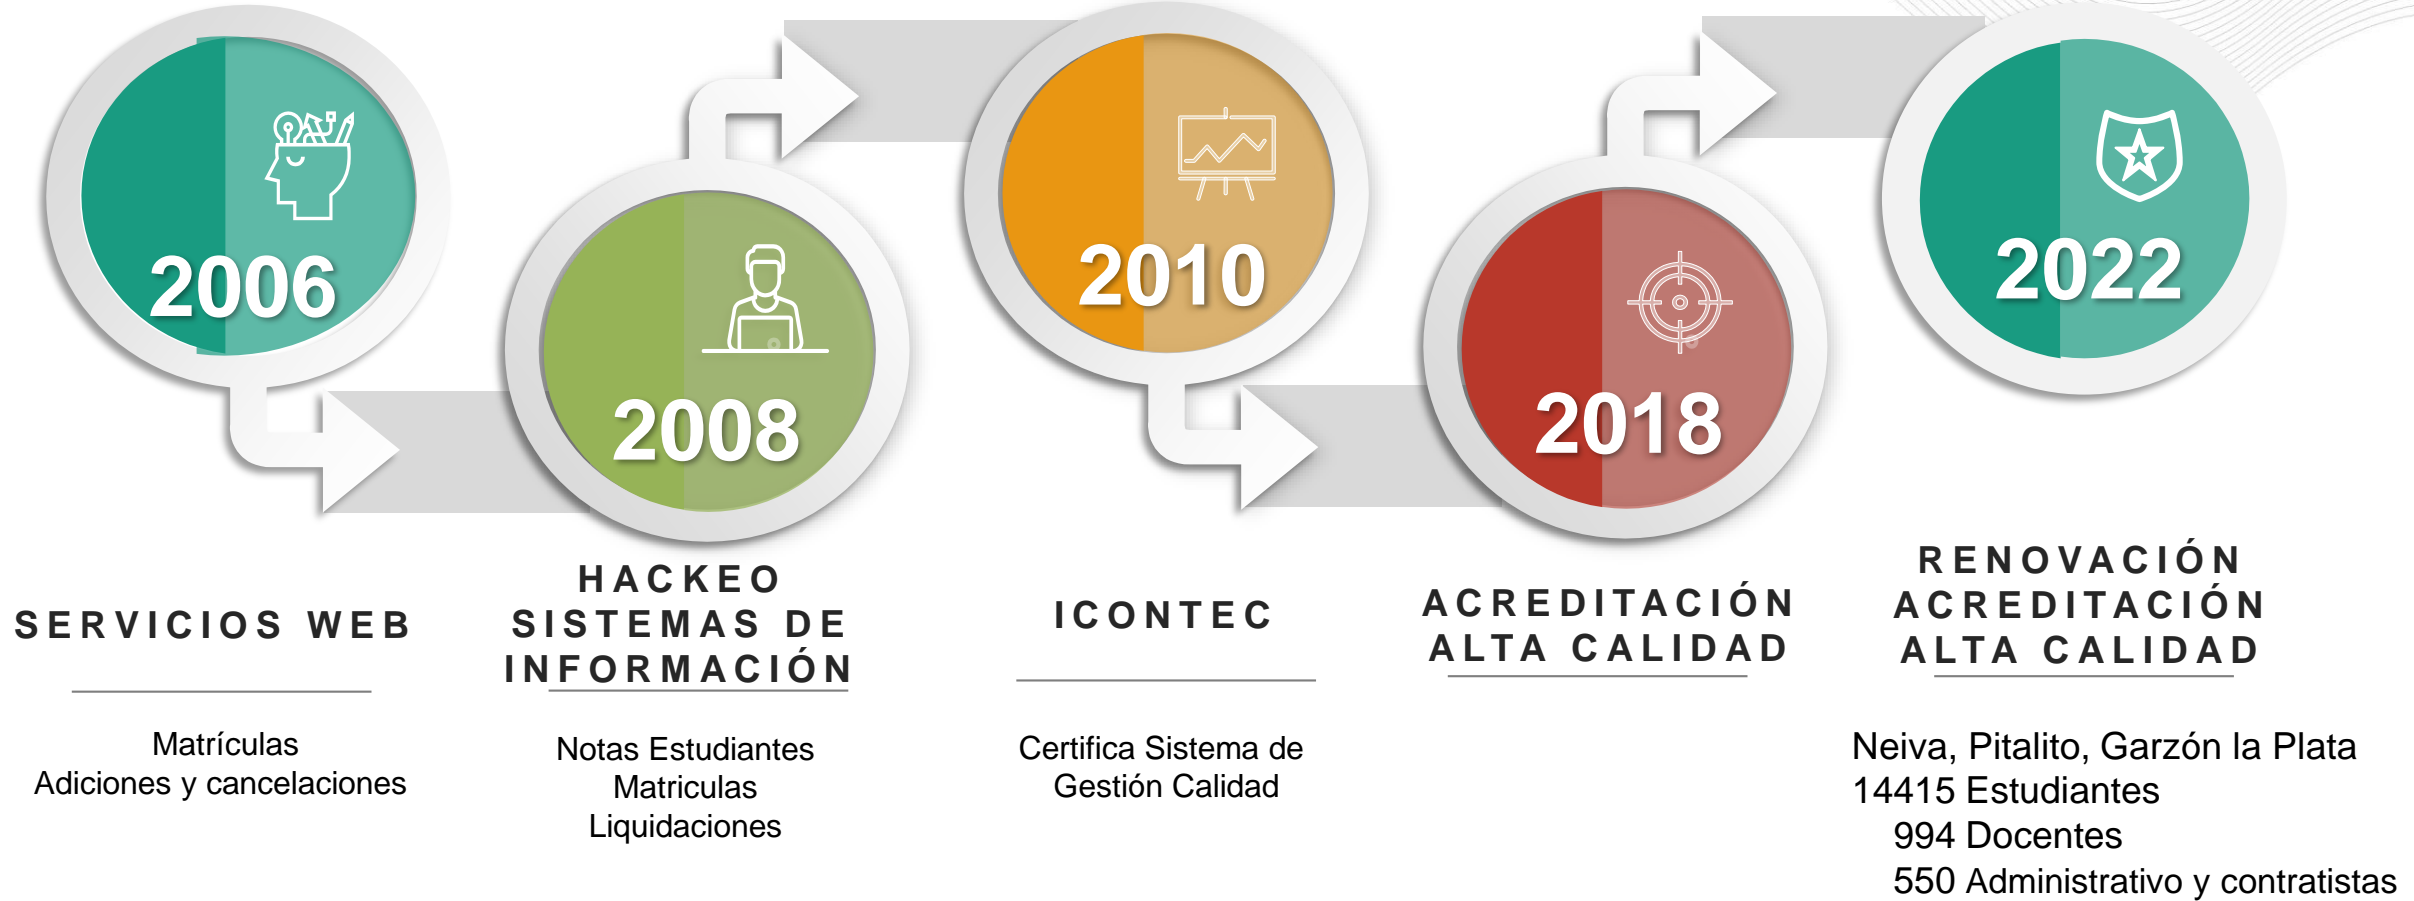 2006
SERVICIOS WEB
Matrículas
Adiciones y cancelaciones
2008
HACKEO
SISTEMAS DE
INFORMACIÓN
Notas Estudiantes
Matriculas
Liquidaciones
2010
ICONTEC
Certifica Sistema de
Gestión Calidad
2018
ACREDITACIÓN
ALTA CALIDAD
2022
RENOVACIÓN
ACREDITACIÓN
ALTA CALIDAD
Neiva, Pitalito, Garzón la Plata
14415 Estudiantes
994 Docentes
550 Administrativo y contratistas